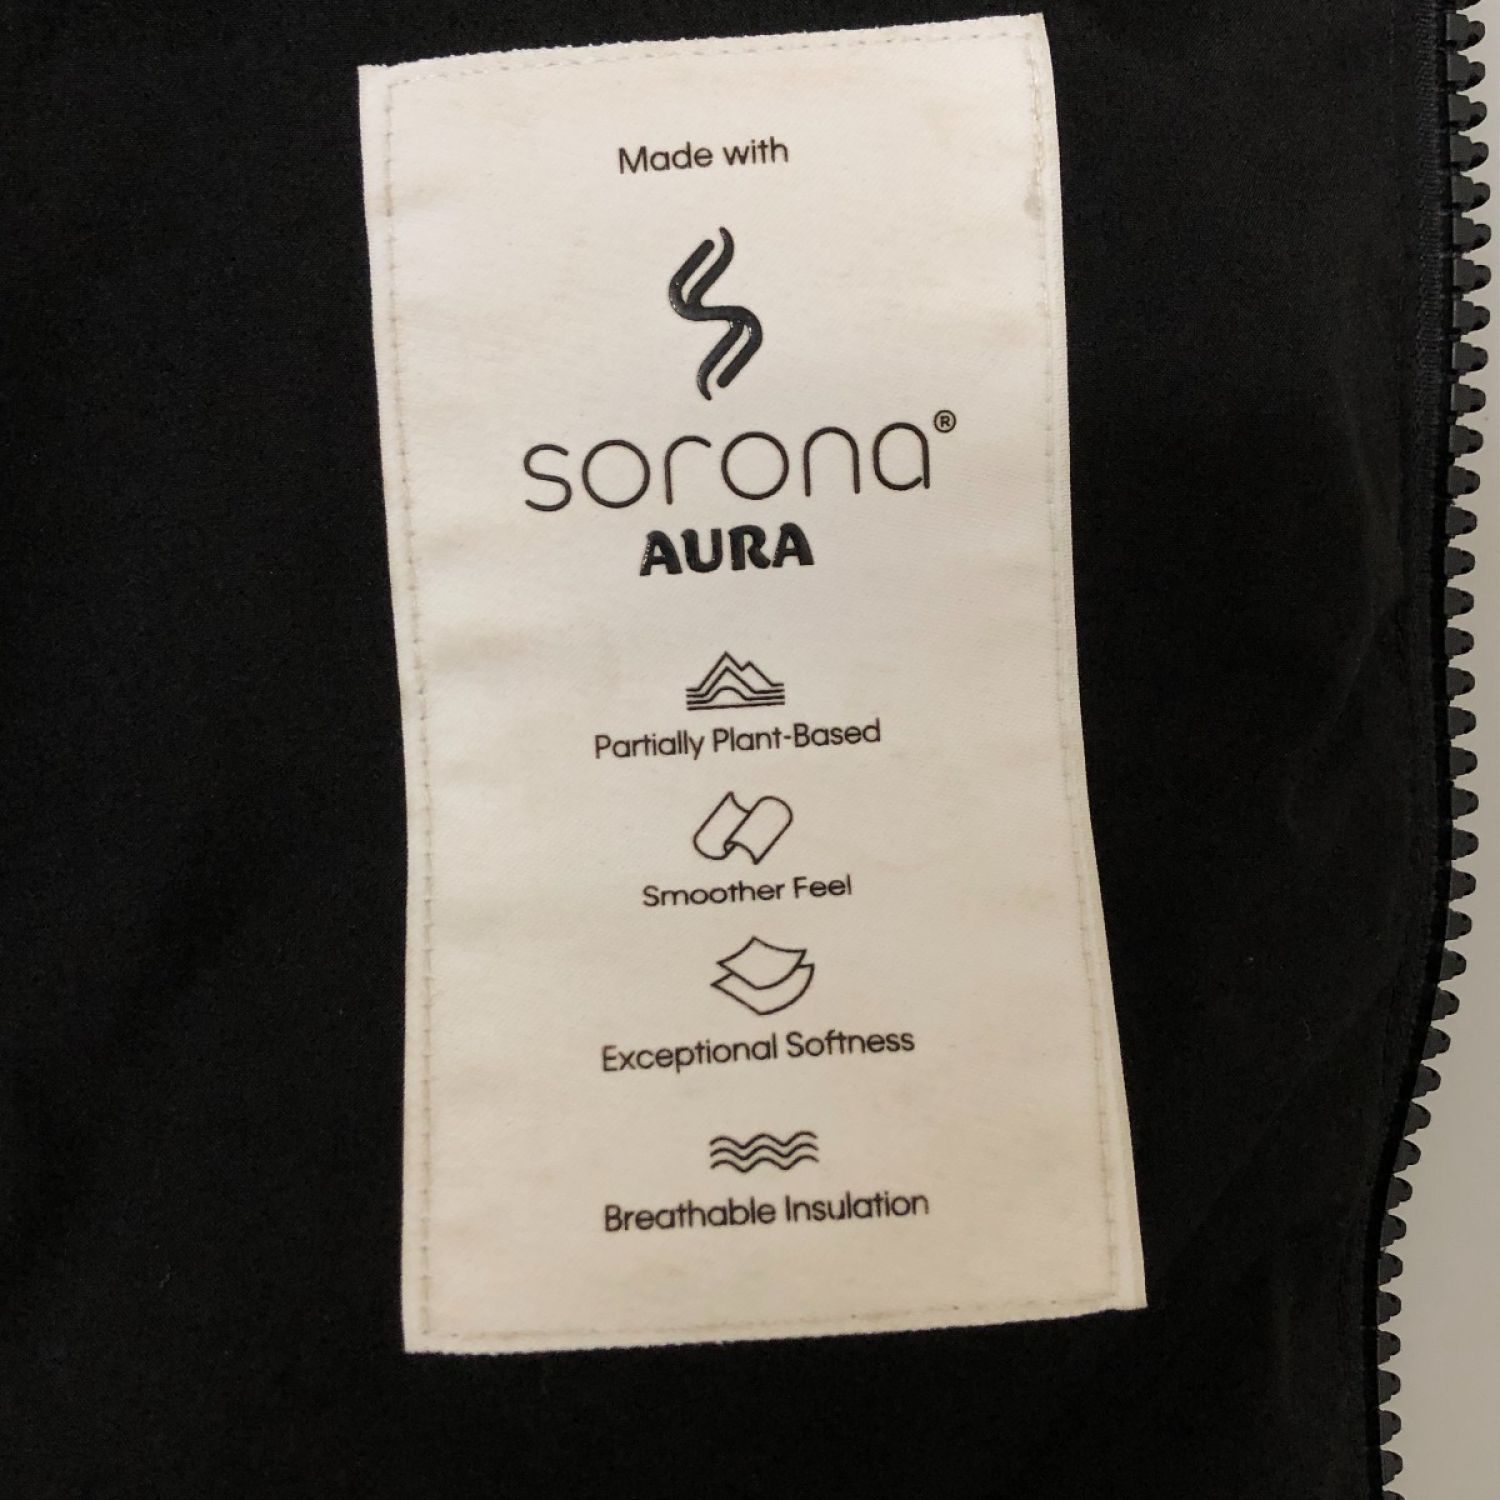 Made with
sorona®
AURA
Partially Plant-Based
Smoother Feel
Exceptional Softness
Breathable Insulation